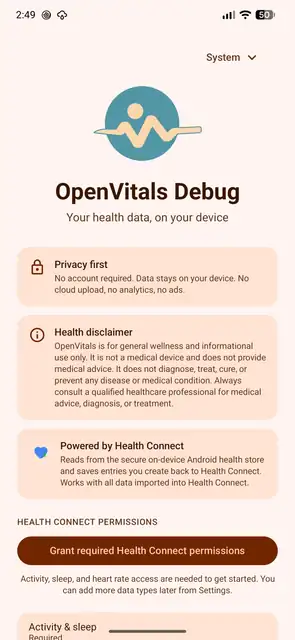 2:49
50
System
OpenVitals Debug
Your health data, on your device
Privacy first
No account required. Data stays on your device. No
cloud upload, no analytics, no ads.
Health disclaimer
OpenVitals is for general wellness and informational
use only. It is not a medical device and does not provide
medical advice. It does not diagnose, treat, cure, or
prevent any disease or medical condition. Always
consult a qualified healthcare professional for medical
advice, diagnosis, or treatment.
Powered by Health Connect
Reads from the secure on-device Android health store
and saves entries you create back to Health Connect.
Works with all data imported into Health Connect.
HEALTH CONNECT PERMISSIONS
Grant required Health Connect permissions
Activity, sleep, and heart rate access are needed to get started. You
can add more data types later from Settings.
Activity & sleep
Required